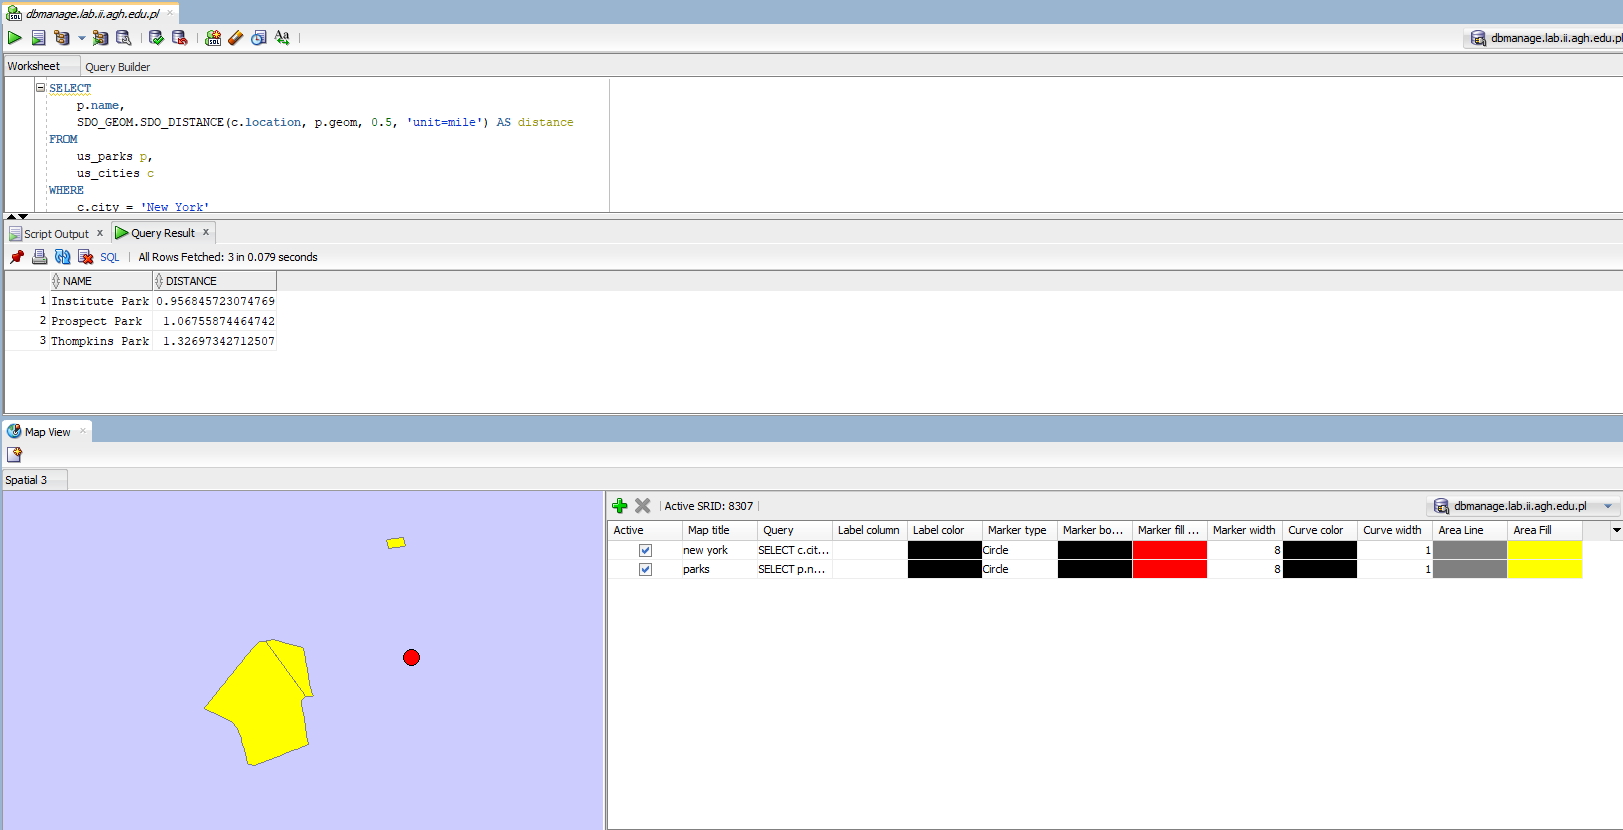 dbmanage.lab.ii.agh.edu.pl
dbmanage.lab.ii.agh.edu.pl
Worksheet Query Builder
SELECT
p.name,
SDO_GEOM.SDO_DISTANCE(c.location, p.geom, 0.5, 'unit=mile') AS distance
FROM
us_parks p,
us_cities c
WHERE
c.city = 'New York'
Script Output x Query Result x
SQL | All Rows Fetched: 3 in 0.079 seconds
NAME DISTANCE
1 Institute Park 0.956845723074769
2 Prospect Park 1.06755874464742
3 Thompkins Park 1.32697342712507
Map View
Spatial 3
Active SRID: 8307 dbmanage.lab.ii.agh.edu.pl
Active Map title Query Label column Label color Marker type Marker bo... Marker fill ... Marker width Curve color Curve width Area Line Area Fill
new york SELECT c.cit... Circle 8 1
parks SELECT p.n... Circle 8 1